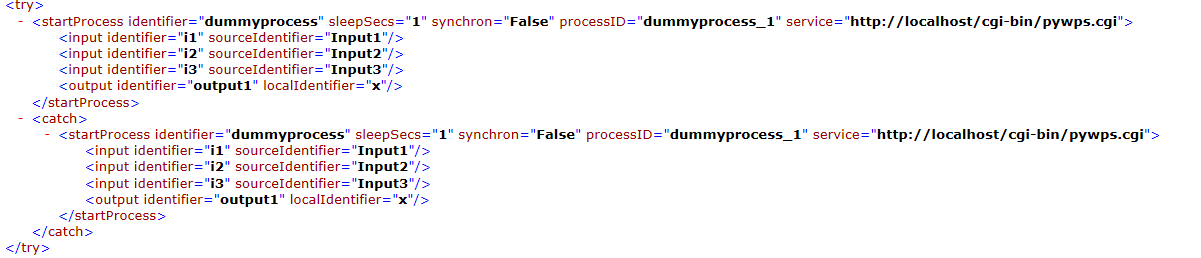 <try>
- <startProcess identifier="dummyprocess" sleepSecs="1" synchron="False" processID="dummyprocess_1" service="http://localhost/cgi-bin/pywps.cgi">
<input identifier="i1" sourceIdentifier="Input1"/>
<input identifier="i2" sourceIdentifier="Input2"/>
<input identifier="i3" sourceIdentifier="Input3"/>
<output identifier="output1" localIdentifier="x"/>
</startProcess>
- <catch>
- <startProcess identifier="dummyprocess" sleepSecs="1" synchron="False" processID="dummyprocess_1" service="http://localhost/cgi-bin/pywps.cgi">
<input identifier="i1" sourceIdentifier="Input1"/>
<input identifier="i2" sourceIdentifier="Input2"/>
<input identifier="i3" sourceIdentifier="Input3"/>
<output identifier="output1" localIdentifier="x"/>
</startProcess>
</catch>
</try>